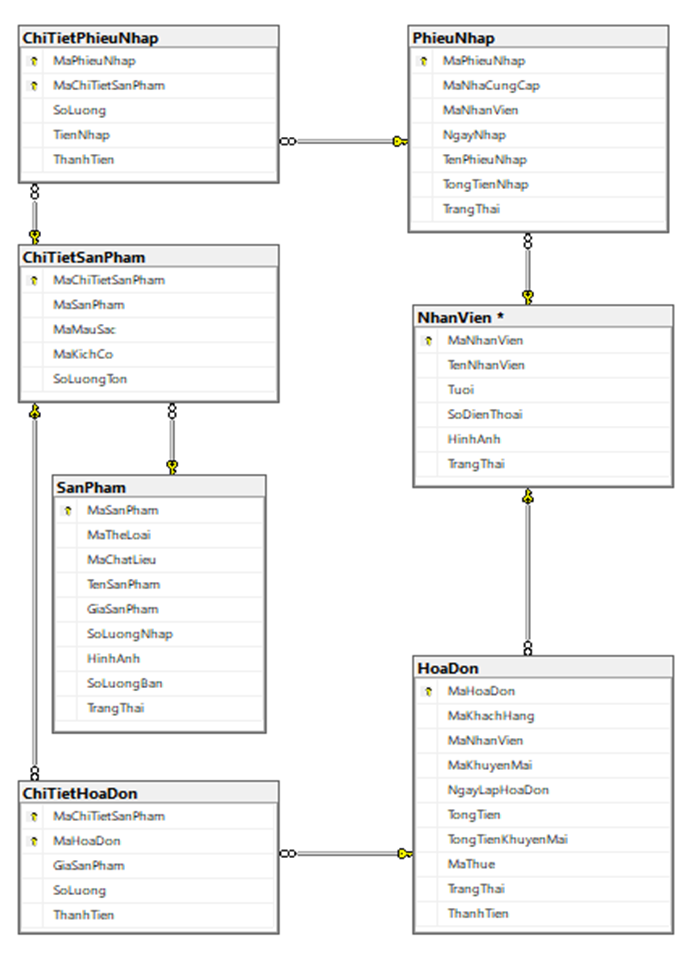 ChiTietPhieuNhap
MaPhieuNhap
MaChiTietSanPham
SoLuong
TienNhap
ThanhTien
PhieuNhap
MaPhieuNhap
MaNhaCungCap
MaNhanVien
NgayNhap
TenPhieuNhap
TongTienNhap
TrangThai
ChiTietSanPham
MaChiTietSanPham
MaSanPham
MaMauSac
MaKichCo
SoLuongTon
NhanVien *
MaNhanVien
TenNhanVien
Tuoi
SoDienThoai
HinhAnh
TrangThai
SanPham
MaSanPham
MaTheLoai
MaChatLieu
TenSanPham
GiaSanPham
SoLuongNhap
HinhAnh
SoLuongBan
TrangThai
HoaDon
MaHoaDon
MaKhachHang
MaNhanVien
MaKhuyenMai
NgayLapHoaDon
TongTien
TongTienKhuyenMai
MaThue
TrangThai
ThanhTien
ChiTietHoaDon
MaChiTietSanPham
MaHoaDon
GiaSanPham
SoLuong
ThanhTien